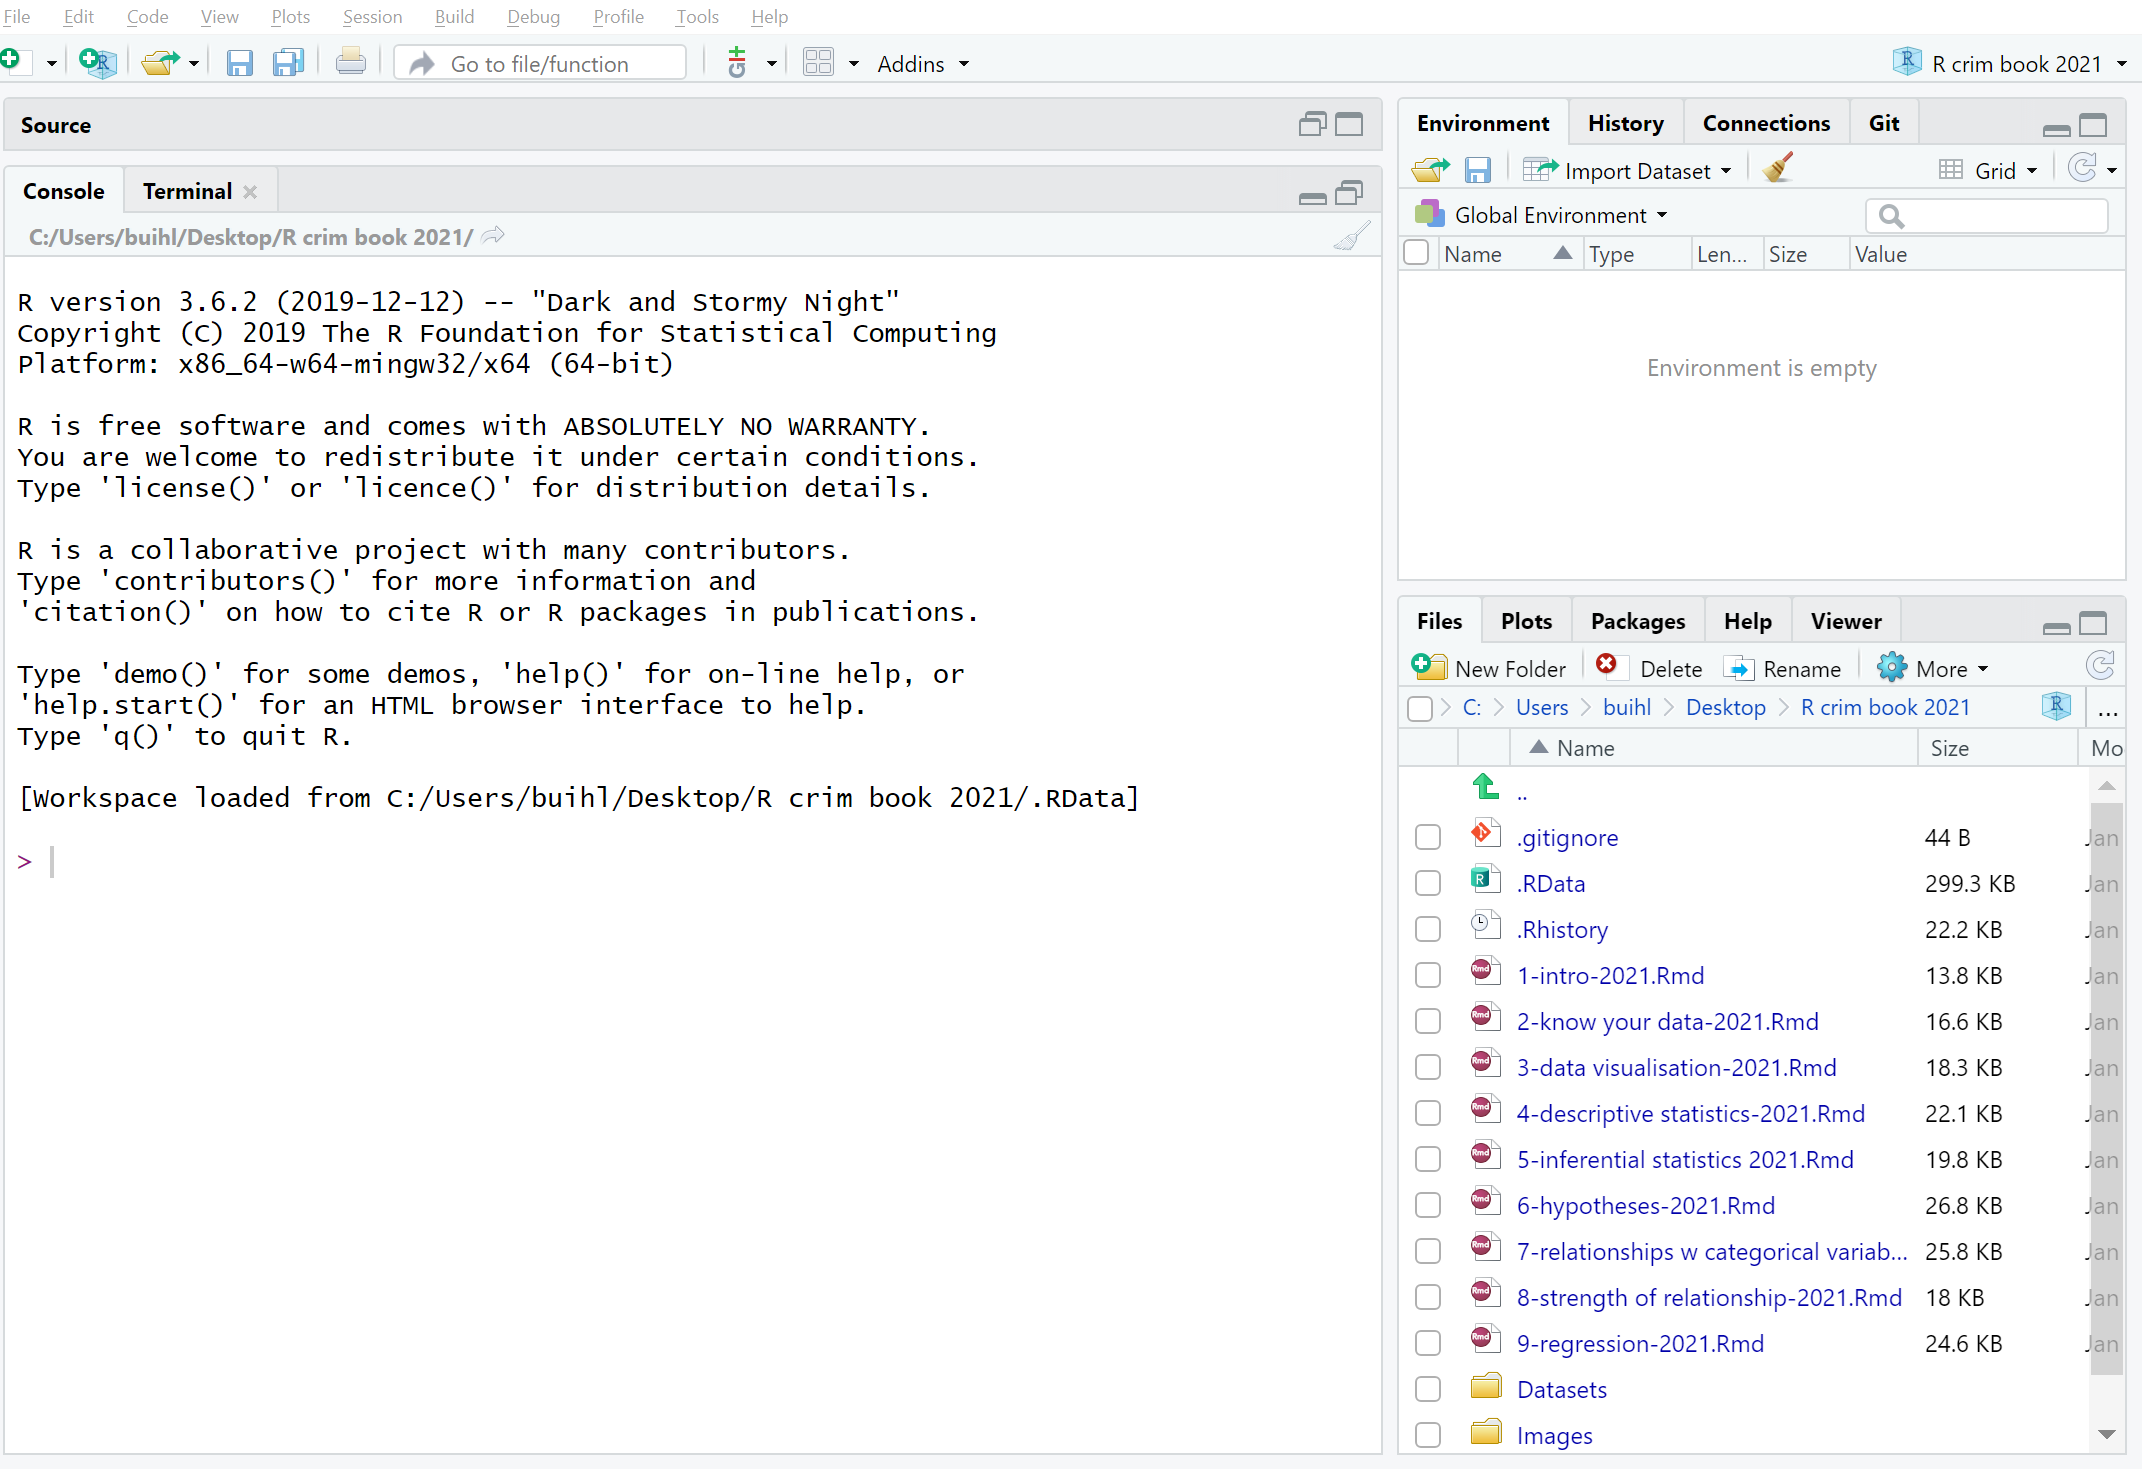 File Edit Code View Plots Session Build Debug Profile Tools Help
Go to file/function Addins R crim book 2021
Source
Console Terminal
C:/Users/buihl/Desktop/R crim book 2021/
R version 3.6.2 (2019-12-12) -- "Dark and Stormy Night"
Copyright (C) 2019 The R Foundation for Statistical Computing
Platform: x86_64-w64-mingw32/x64 (64-bit)
R is free software and comes with ABSOLUTELY NO WARRANTY.
You are welcome to redistribute it under certain conditions.
Type 'license()' or 'licence()' for distribution details.
R is a collaborative project with many contributors.
Type 'contributors()' for more information and
'citation()' on how to cite R or R packages in publications.
Type 'demo()' for some demos, 'help()' for on-line help, or
'help.start()' for an HTML browser interface to help.
Type 'q()' to quit R.
[Workspace loaded from C:/Users/buihl/Desktop/R crim book 2021/.RData]
>
Environment History Connections Git
Import Dataset Grid
Global Environment
Name Type Len... Size Value
Environment is empty
Files Plots Packages Help Viewer
New Folder Delete Rename More
C: Users buihl Desktop R crim book 2021 ...
Name Size Mo
..
.gitignore 44 B Jan
.RData 299.3 KB Jan
.Rhistory 22.2 KB Jan
1-intro-2021.Rmd 13.8 KB Jan
2-know your data-2021.Rmd 16.6 KB Jan
3-data visualisation-2021.Rmd 18.3 KB Jan
4-descriptive statistics-2021.Rmd 22.1 KB Jan
5-inferential statistics 2021.Rmd 19.8 KB Jan
6-hypotheses-2021.Rmd 26.8 KB Jan
7-relationships w categorical variab... 25.8 KB Jan
8-strength of relationship-2021.Rmd 18 KB Jan
9-regression-2021.Rmd 24.6 KB Jan
Datasets
Images